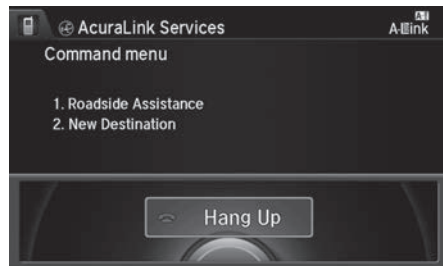 AcuraLink Services
A-Link
Command menu
1. Roadside Assistance
2. New Destination
Hang Up